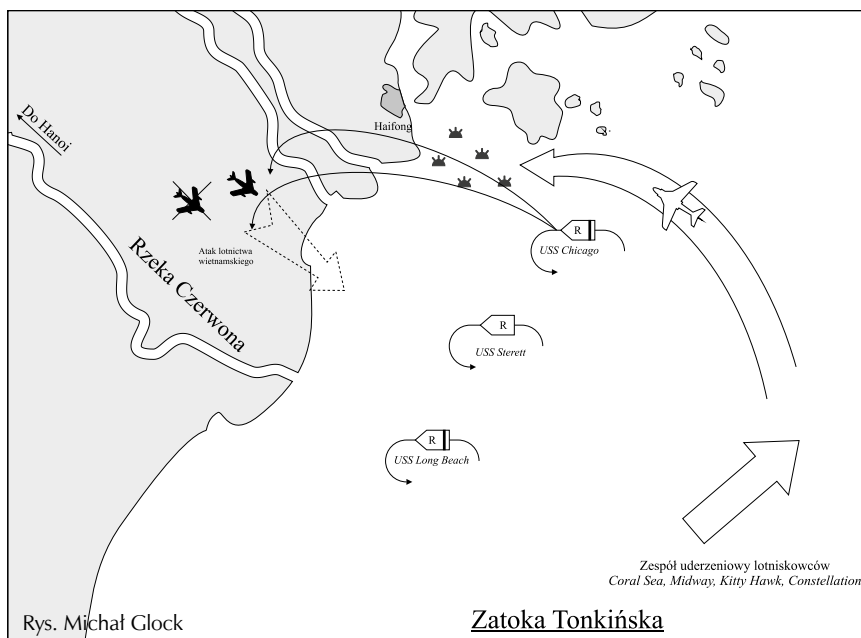 Do Hanoi
Haifong
R
USS Chicago
Atak lotnictwa
wietnamskiego
Rzeka Czerwona
R
USS Sterett
R
USS Long Beach
Zespół uderzeniowy lotniskowców
Coral Sea, Midway, Kitty Hawk, Constellation
Rys. Michał Glock
Zatoka Tonkińska